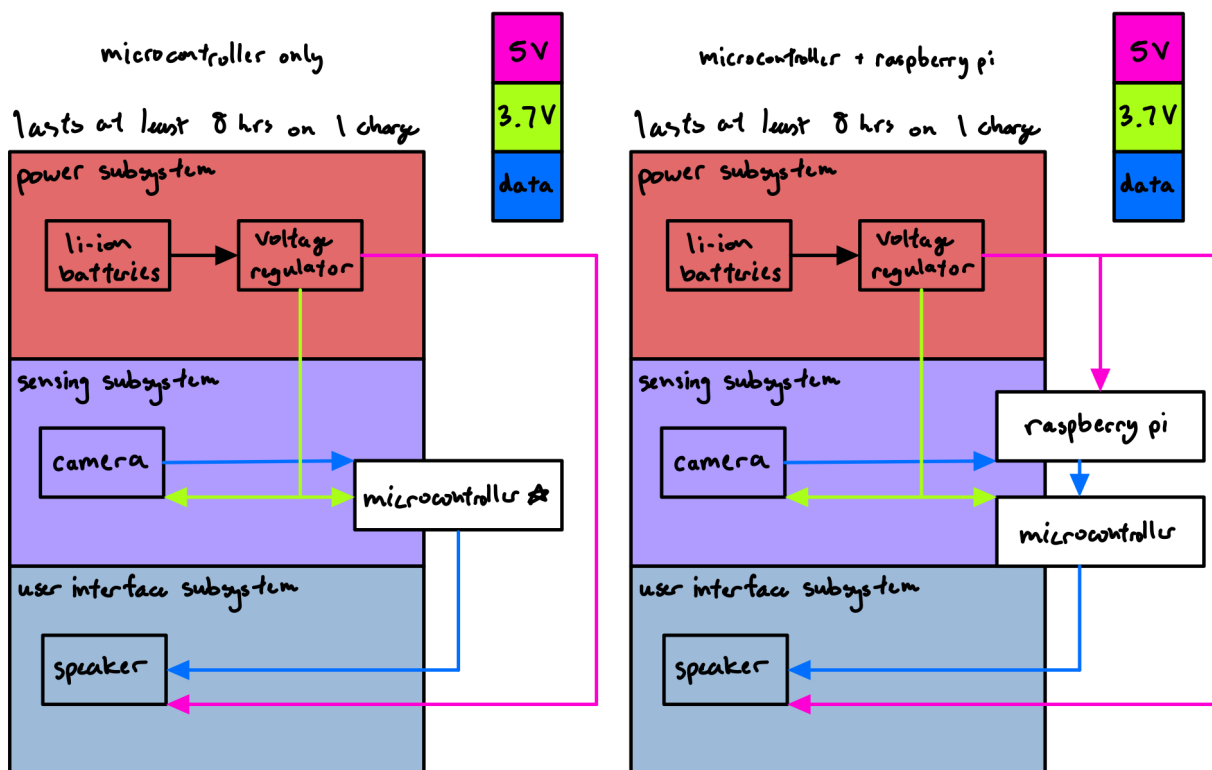 microcontroller only
5V
3.7V
data
lasts at least 8 hrs on 1 charge
power subsystem
li-ion
batteries
voltage
regulator
sensing subsystem
camera
microcontroller ☆
user interface subsystem
speaker
microcontroller + raspberry pi
5V
3.7V
data
lasts at least 8 hrs on 1 charge
power subsystem
li-ion
batteries
voltage
regulator
sensing subsystem
raspberry pi
camera
microcontroller
user interface subsystem
speaker